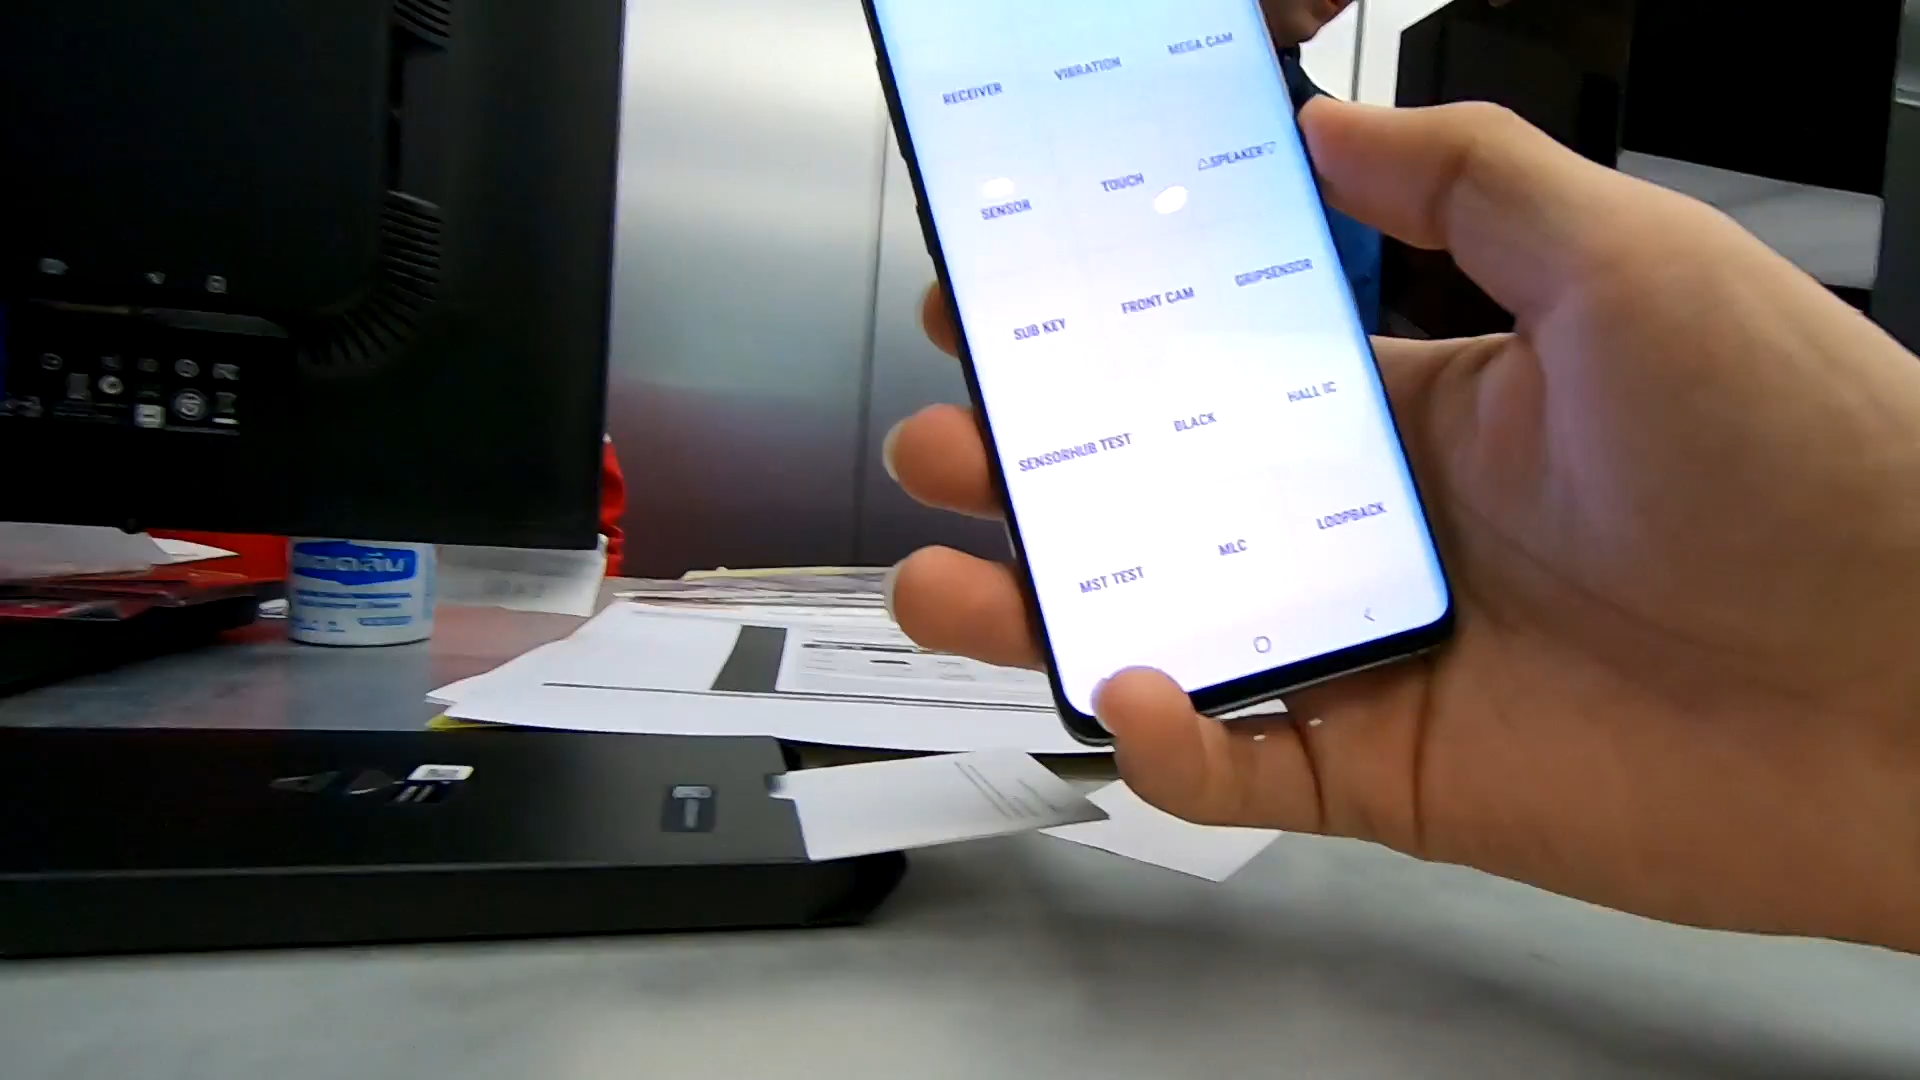 RECEIVER VIBRATION MEGA CAM
SENSOR TOUCH △SPEAKER▽
SUB KEY FRONT CAM GRIPSENSOR
SENSORHUB TEST BLACK HALL IC
MST TEST MLC LOOPBACK